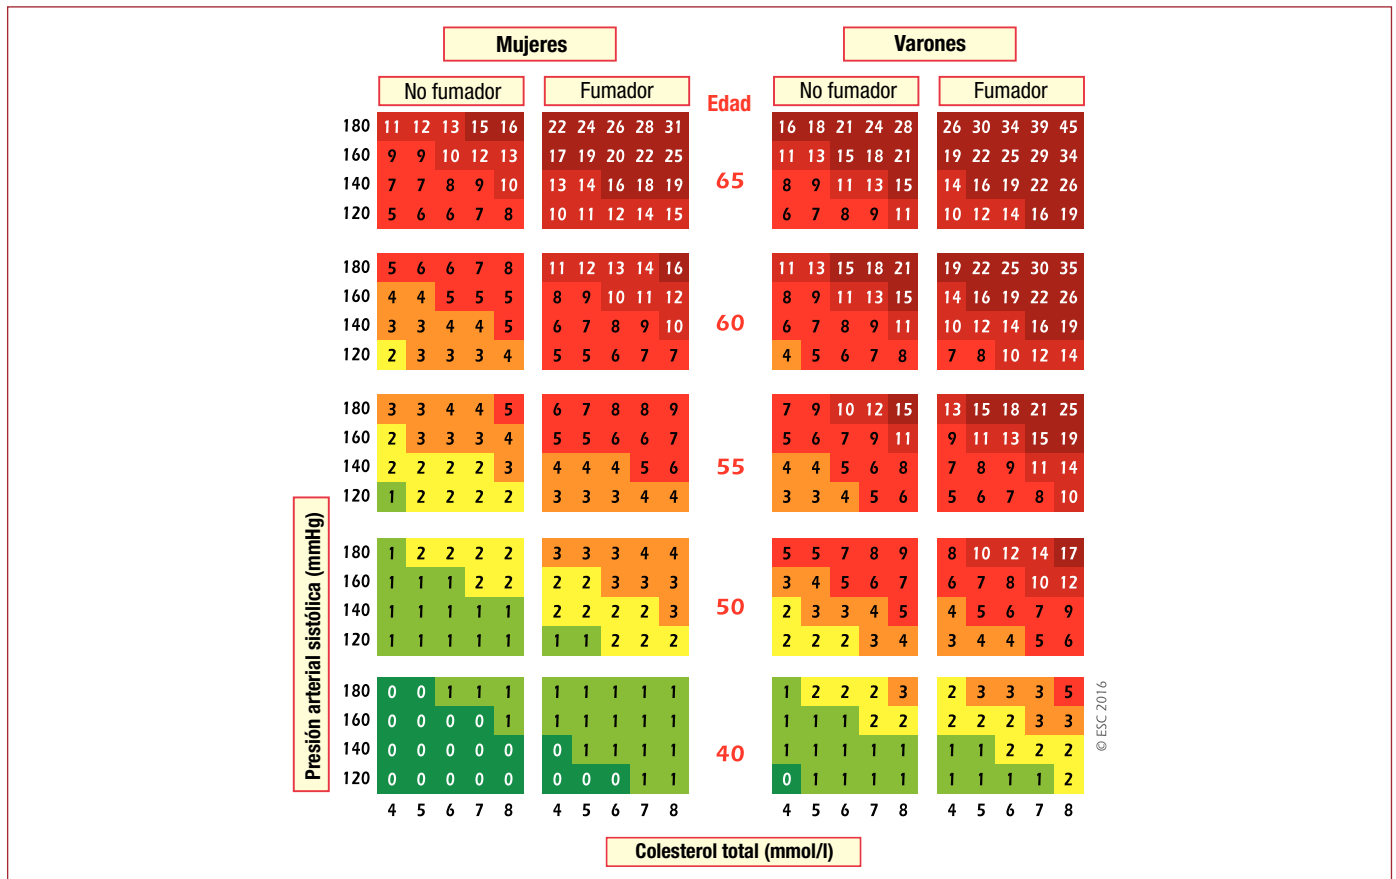 Mujeres Varones
No fumador Fumador Edad No fumador Fumador
180 11 12 13 15 16 22 24 26 28 31 16 18 21 24 28 26 30 34 39 45
160 9 9 10 12 13 17 19 20 22 25 11 13 15 18 21 19 22 25 29 34
65
140 7 7 8 9 10 13 14 16 18 19 8 9 11 13 15 14 16 19 22 26
120 5 6 6 7 8 10 11 12 14 15 6 7 8 9 11 10 12 14 16 19
180 5 6 6 7 8 11 12 13 14 16 11 13 15 18 21 19 22 25 30 35
160 4 4 5 5 5 8 9 10 11 12 8 9 11 13 15 14 16 19 22 26
60
140 3 3 4 4 5 6 7 8 9 10 6 7 8 9 11 10 12 14 16 19
120 2 3 3 3 4 5 5 6 7 7 4 5 6 7 8 7 8 10 12 14
180 3 3 4 4 5 6 7 8 8 9 7 9 10 12 15 13 15 18 21 25
160 2 3 3 3 4 5 5 6 6 7 5 6 7 9 11 9 11 13 15 19
55
140 2 2 2 2 3 4 4 4 5 6 4 4 5 6 8 7 8 9 11 14
120 1 2 2 2 2 3 3 3 4 4 3 3 4 5 6 5 6 7 8 10
180 1 2 2 2 2 3 3 3 4 4 5 5 7 8 9 8 10 12 14 17
160 1 1 1 2 2 2 2 3 3 3 3 4 5 6 7 6 7 8 10 12
50
140 1 1 1 1 1 2 2 2 2 3 2 3 3 4 5 4 5 6 7 9
120 1 1 1 1 1 1 1 2 2 2 2 2 2 3 4 3 4 4 5 6
180 0 0 1 1 1 1 1 1 1 1 1 2 2 2 3 2 3 3 3 5
160 0 0 0 0 1 1 1 1 1 1 1 1 1 2 2 2 2 2 3 3
40
140 0 0 0 0 0 0 1 1 1 1 1 1 1 1 1 1 1 2 2 2
120 0 0 0 0 0 0 0 0 1 1 0 1 1 1 1 1 1 1 1 2
4 5 6 7 8 4 5 6 7 8 4 5 6 7 8 4 5 6 7 8
Presión arterial sistólica (mmHg)
Colesterol total (mmol/l)
© ESC 2016